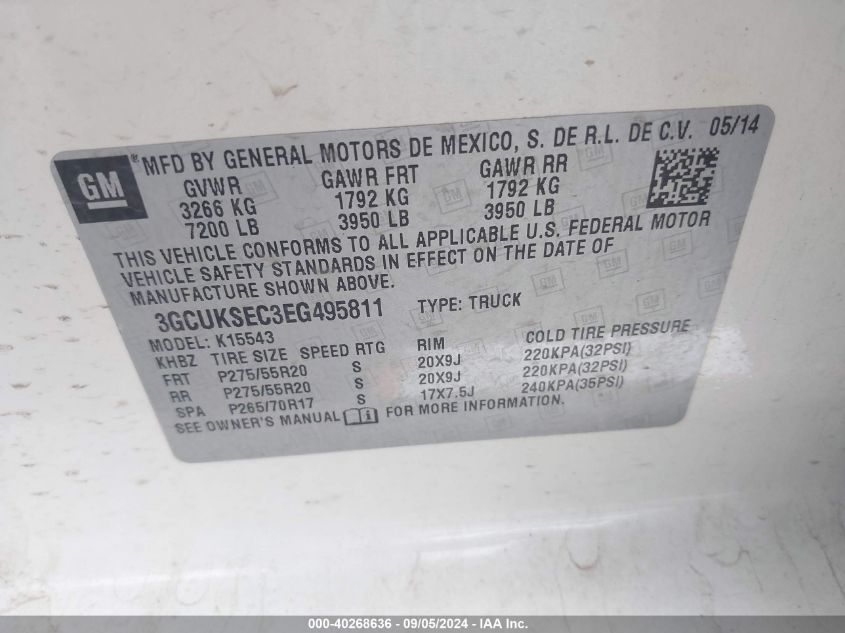 GM
® MFD BY GENERAL MOTORS DE MEXICO, S. DE R.L. DE C.V. 05/14
GVWR GAWR FRT GAWR RR
3266 KG 1792 KG 1792 KG
7200 LB 3950 LB 3950 LB
THIS VEHICLE CONFORMS TO ALL APPLICABLE U.S. FEDERAL MOTOR
VEHICLE SAFETY STANDARDS IN EFFECT ON THE DATE OF
MANUFACTURE SHOWN ABOVE.
3GCUKSEC3EG495811 TYPE: TRUCK
MODEL: K15543
KHBZ TIRE SIZE SPEED RTG RIM COLD TIRE PRESSURE
FRT P275/55R20 S 20X9J 220KPA(32PSI)
RR P275/55R20 S 20X9J 220KPA(32PSI)
SPA P265/70R17 S 17X7.5J 240KPA(35PSI)
SEE OWNER'S MANUAL FOR MORE INFORMATION.
000-40268636 - 09/05/2024 - IAA Inc.